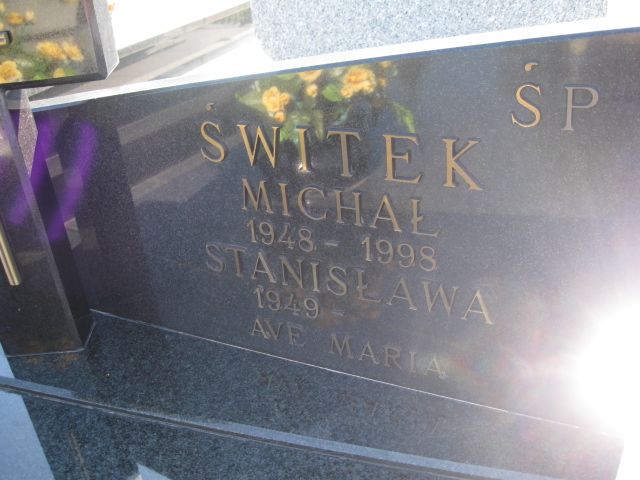 ŚP
ŚWITEK
MICHAŁ
1948 - 1998
STANISŁAWA
1949 -
AVE MARIA